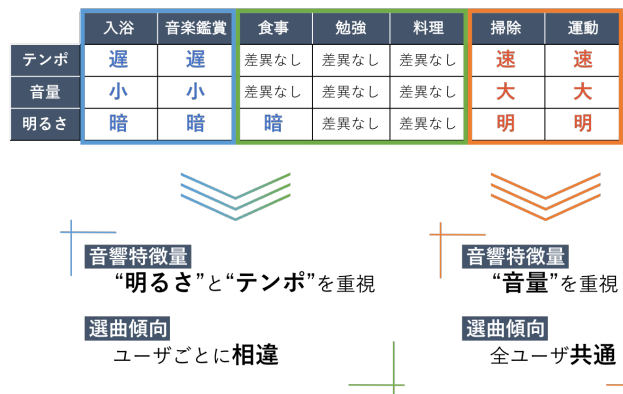 入浴 音楽鑑賞 食事 勉強 料理 掃除 運動
テンポ 遅 遅 差異なし 差異なし 差異なし 速 速
音量 小 小 差異なし 差異なし 差異なし 大 大
明るさ 暗 暗 暗 差異なし 差異なし 明 明
音響特徴量
“明るさ”と“テンポ”を重視
選曲傾向
ユーザごとに相違
音響特徴量
“音量”を重視
選曲傾向
全ユーザ共通